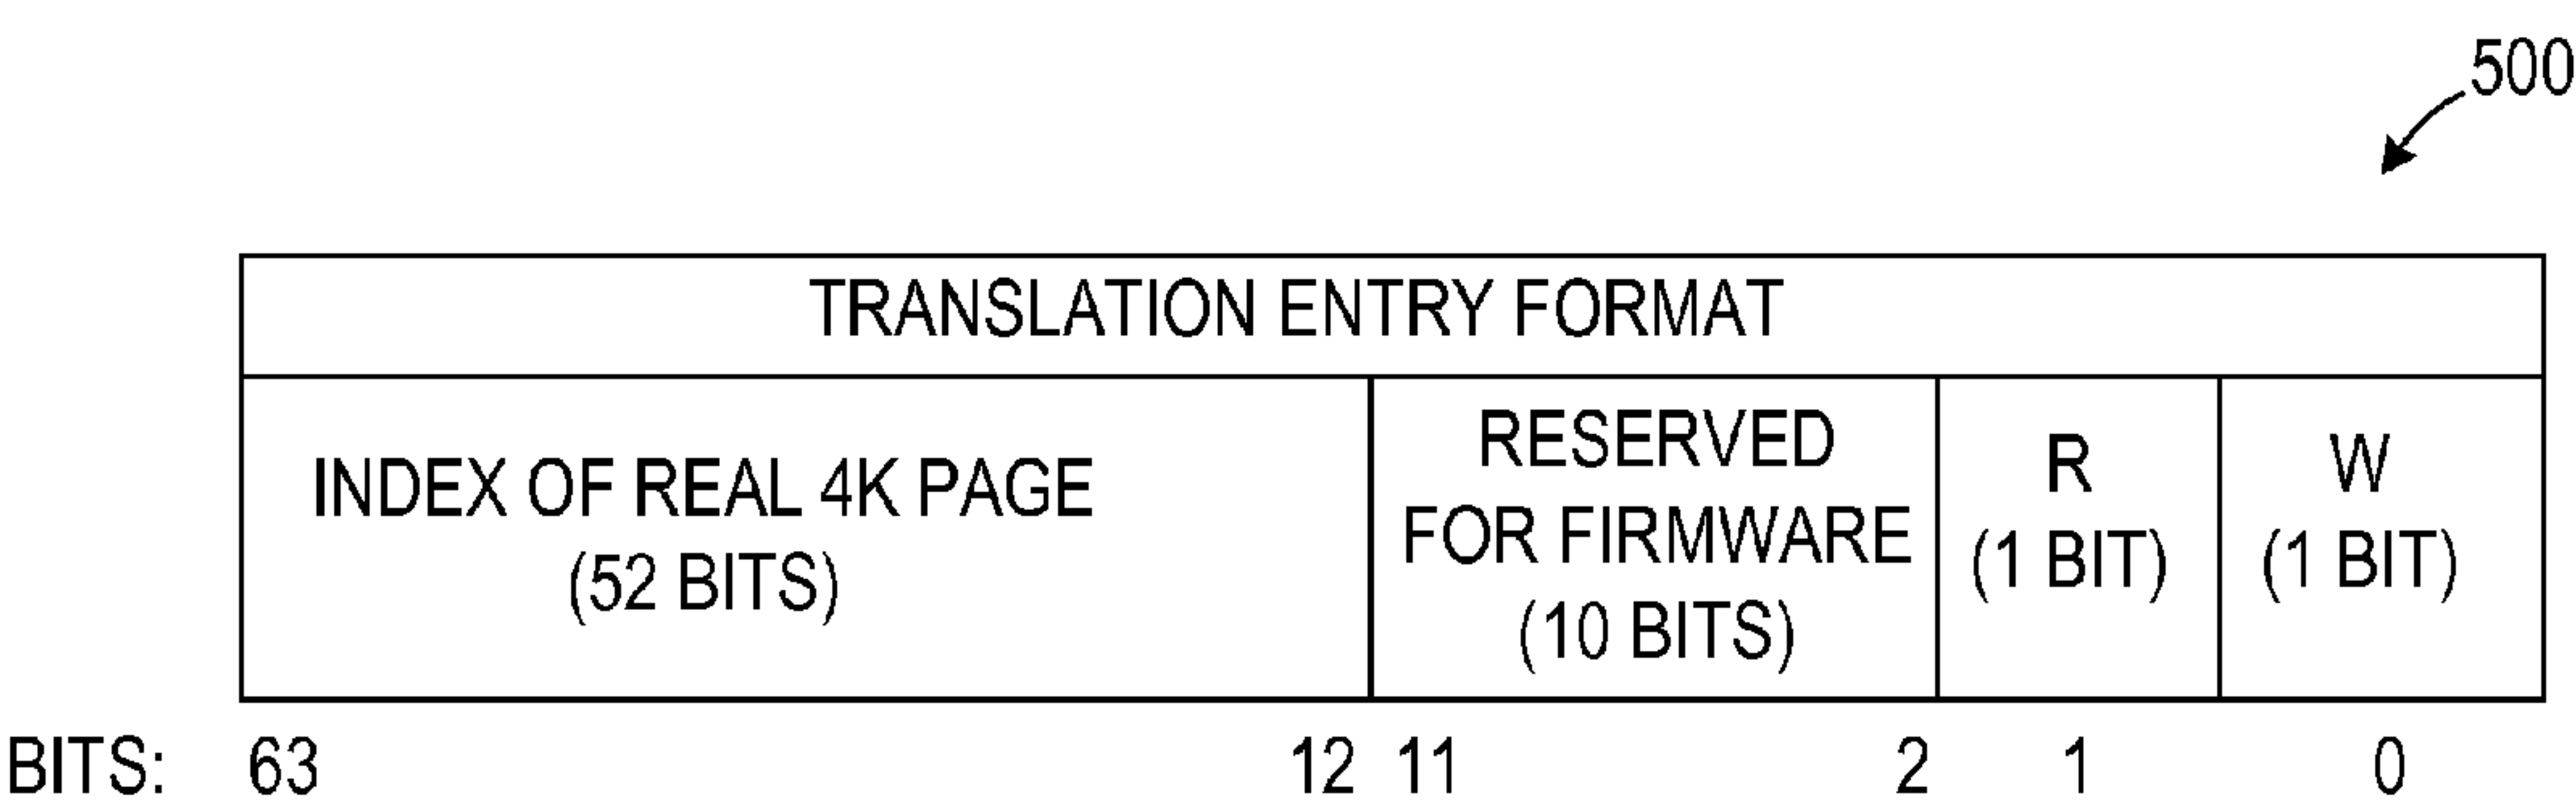 500
TRANSLATION ENTRY FORMAT
INDEX OF REAL 4K PAGE
(52 BITS)
RESERVED
FOR FIRMWARE
(10 BITS)
R
(1 BIT)
W
(1 BIT)
BITS: 63 12 11 2 1 0